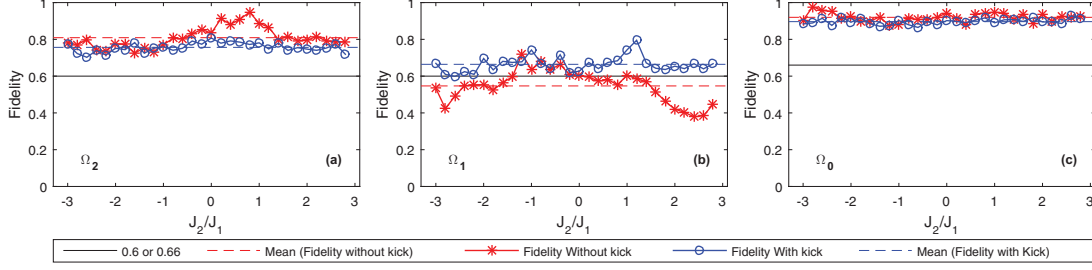 1
0.8
0.6
0.4
0.2
0
Fidelity
Ω2
(a)
-3 -2 -1 0 1 2 3
J2/J1
1
0.8
0.6
0.4
0.2
0
Fidelity
Ω1
(b)
-3 -2 -1 0 1 2 3
J2/J1
1
0.8
0.6
0.4
0.2
0
Fidelity
Ω0
(c)
-3 -2 -1 0 1 2 3
J2/J1
0.6 or 0.66 Mean (Fidelity without kick) Fidelity Without kick Fidelity With kick Mean (Fidelity with Kick)